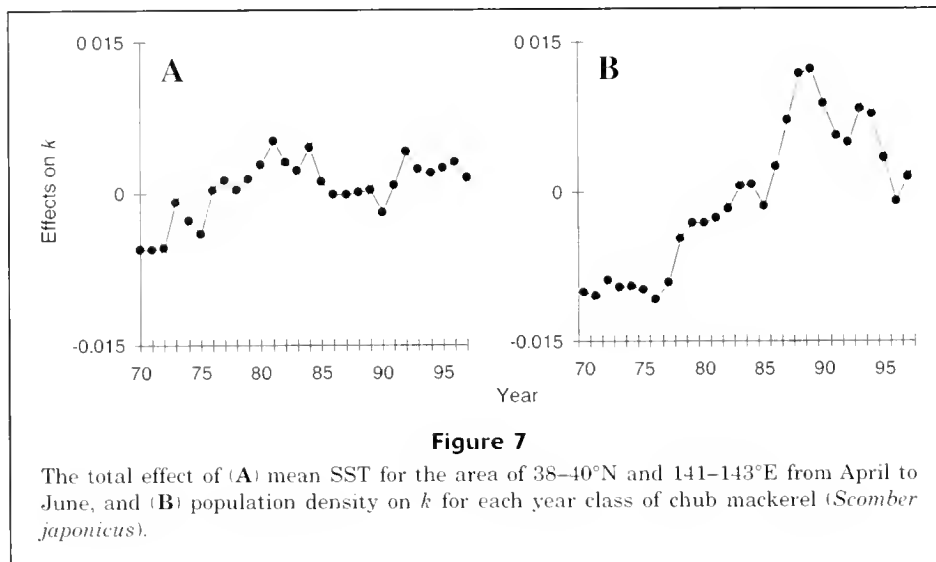 0 015
A
Effects on k
0
-0.015
70 75 80 85 90 95
0 015
B
0
-0.015
70 75 80 85 90 95
Year
Figure 7
The total effect of (A) mean SST for the area of 38–40°N and 141–143°E from April to
June, and (B) population density on k for each year class of chub mackerel (Scomber
japonicus).